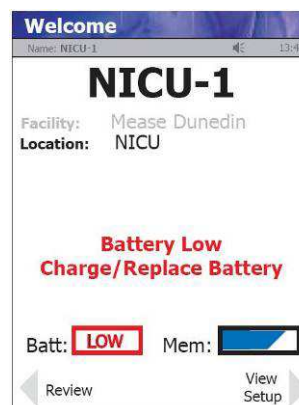 Welcome
Name: NICU-1
NICU-1
Facility: Mease Dunedin
Location: NICU
Battery Low
Charge/Replace Battery
Batt: LOW Mem:
Review
View
Setup